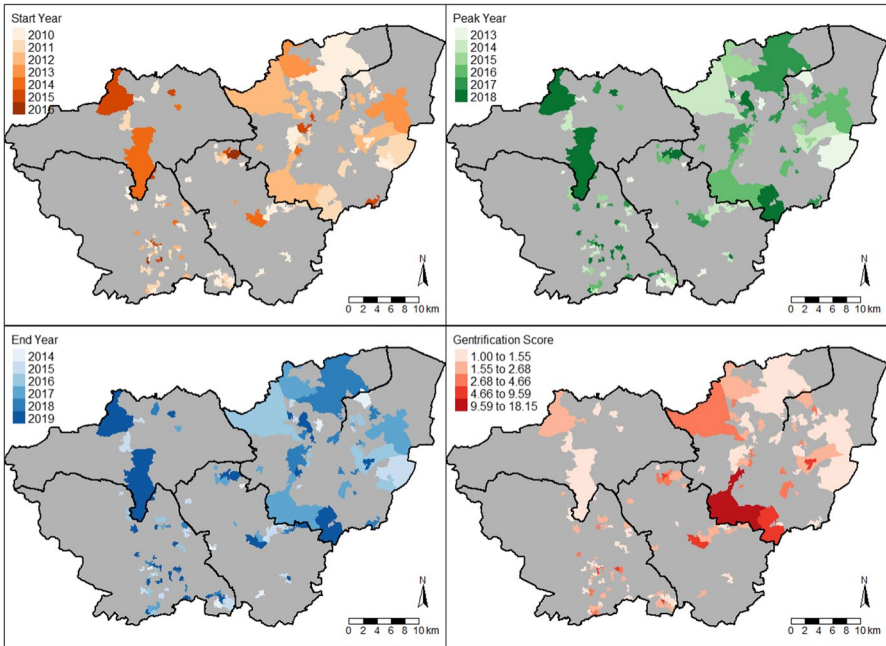 Start Year
2010
2011
2012
2013
2014
2015
2016
N
0 2 4 6 8 10 km
Peak Year
2013
2014
2015
2016
2017
2018
N
0 2 4 6 8 10 km
End Year
2014
2015
2016
2017
2018
2019
N
0 2 4 6 8 10 km
Gentrification Score
1.00 to 1.55
1.55 to 2.68
2.68 to 4.66
4.66 to 9.59
9.59 to 18.15
N
0 2 4 6 8 10 km